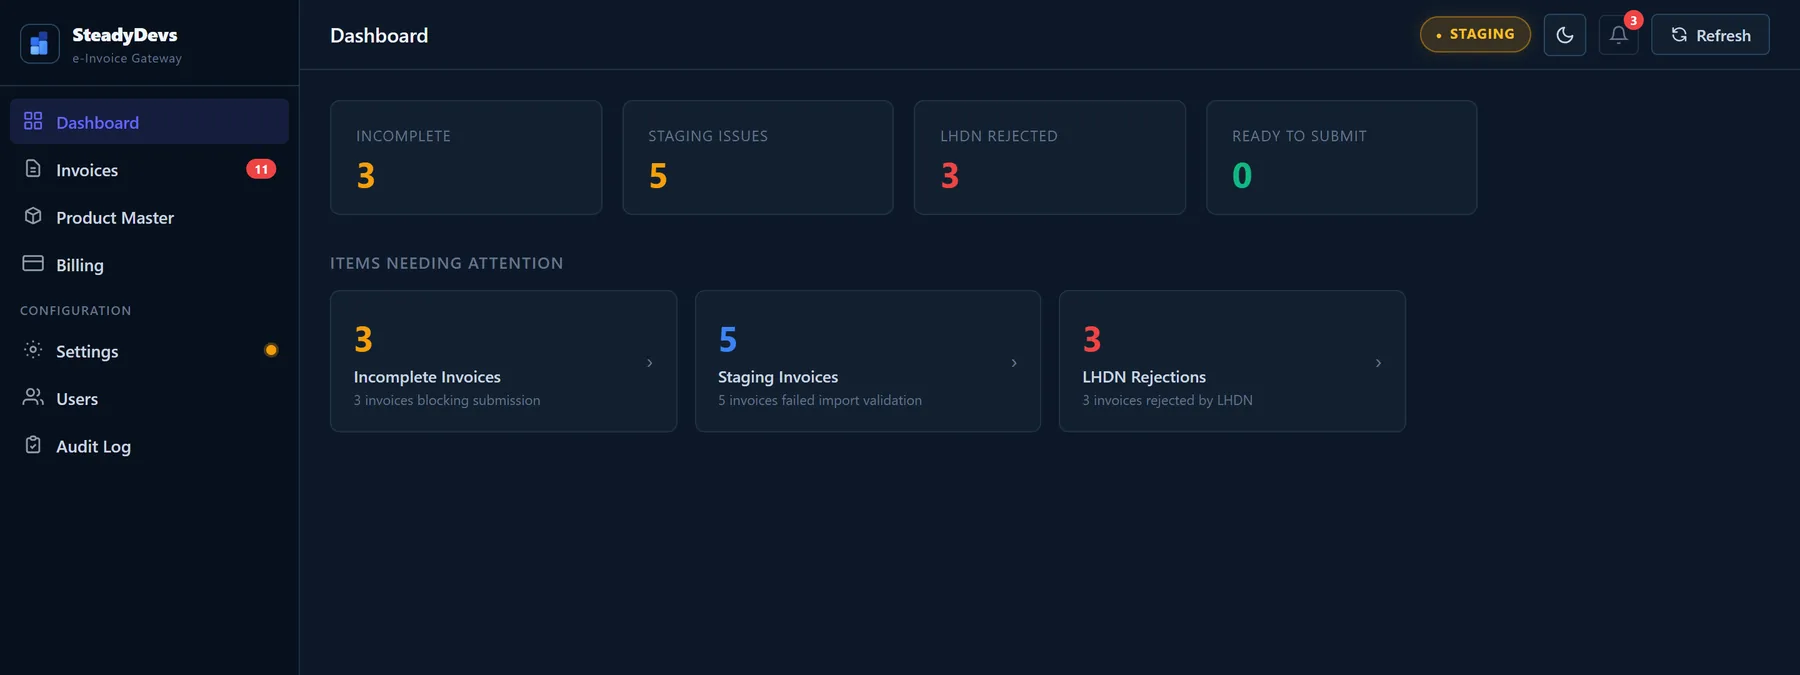 SteadyDevs
e-Invoice Gateway
Dashboard
Invoices 11
Product Master
Billing
CONFIGURATION
Settings
Users
Audit Log
Dashboard
• STAGING
3
Refresh
INCOMPLETE
3
STAGING ISSUES
5
LHDN REJECTED
3
READY TO SUBMIT
0
ITEMS NEEDING ATTENTION
3
Incomplete Invoices
3 invoices blocking submission
5
Staging Invoices
5 invoices failed import validation
3
LHDN Rejections
3 invoices rejected by LHDN